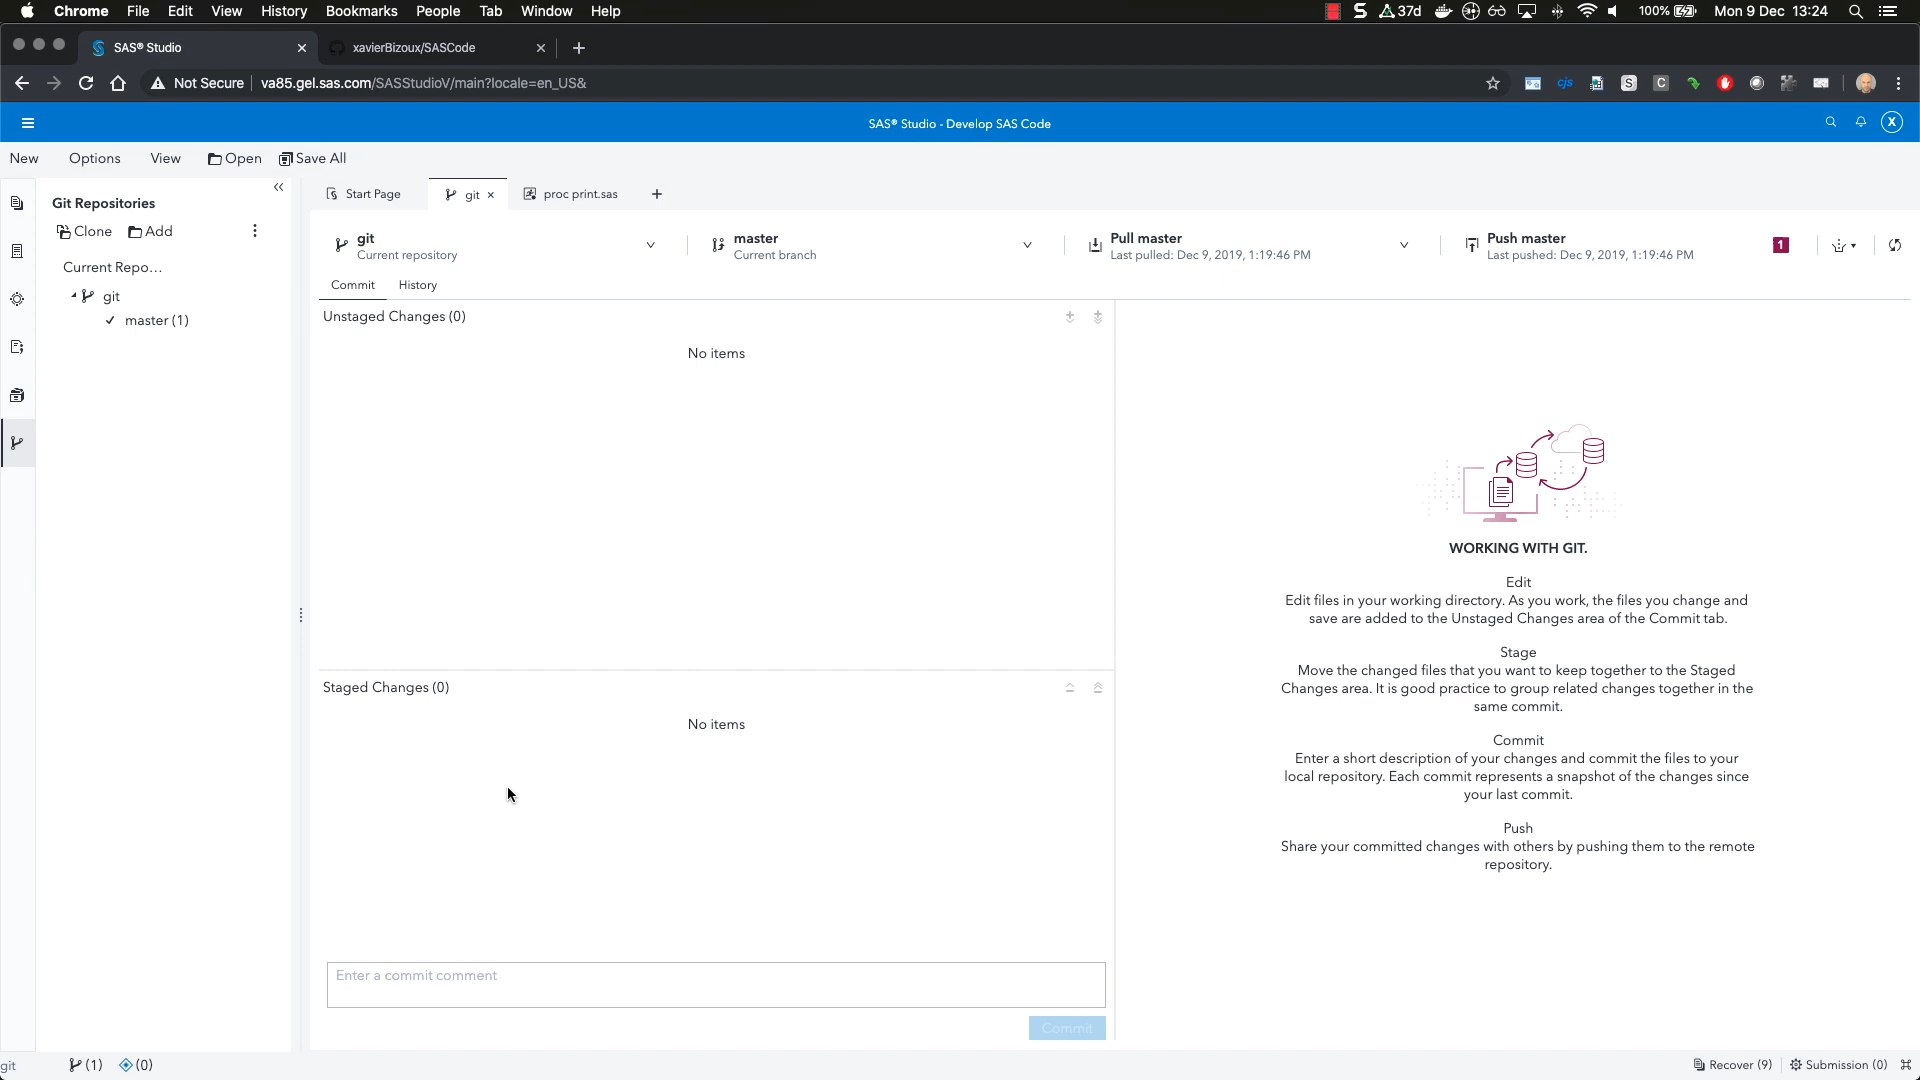 Chrome File Edit View History Bookmarks People Tab Window Help
37d 100% Mon 9 Dec 13:24
SAS® Studio xavierBizoux/SASCode
Not Secure va85.gel.sas.com/SASStudioV/main?locale=en_US&
SAS® Studio - Develop SAS Code
X
New Options View Open Save All
Git Repositories
Clone Add
Current Repo…
git
master (1)
Start Page git proc print.sas
git
Current repository
master
Current branch
Pull master
Last pulled: Dec 9, 2019, 1:19:46 PM
Push master
Last pushed: Dec 9, 2019, 1:19:46 PM
1
Commit History
Unstaged Changes (0)
No items
Staged Changes (0)
No items
Enter a commit comment
Commit
WORKING WITH GIT.
Edit
Edit files in your working directory. As you work, the files you change and
save are added to the Unstaged Changes area of the Commit tab.
Stage
Move the changed files that you want to keep together to the Staged
Changes area. It is good practice to group related changes together in the
same commit.
Commit
Enter a short description of your changes and commit the files to your
local repository. Each commit represents a snapshot of the changes since
your last commit.
Push
Share your committed changes with others by pushing them to the remote
repository.
git (1) (0)
Recover (9) Submission (0)